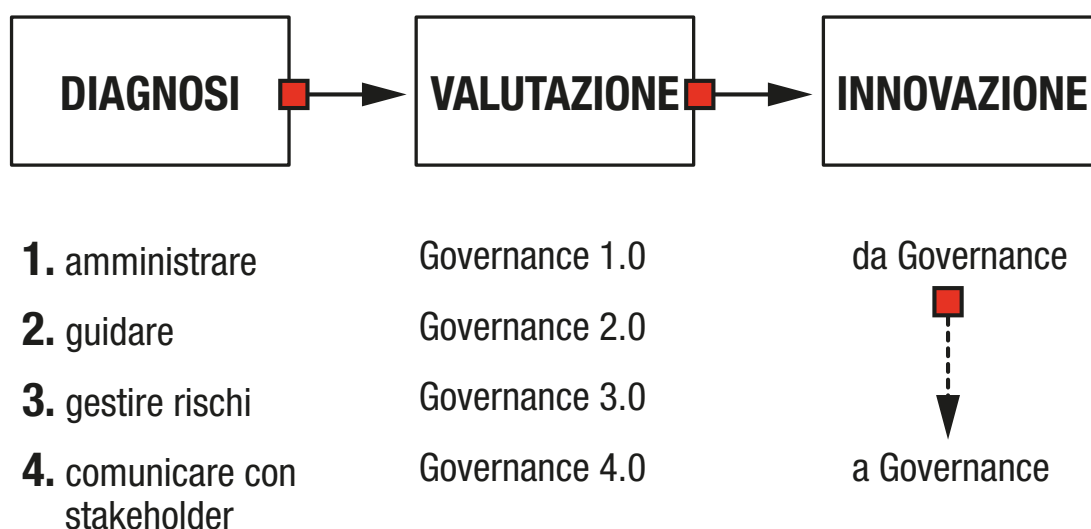 DIAGNOSI
VALUTAZIONE
INNOVAZIONE
1. amministrare
2. guidare
3. gestire rischi
4. comunicare con
stakeholder
Governance 1.0
Governance 2.0
Governance 3.0
Governance 4.0
da Governance
a Governance